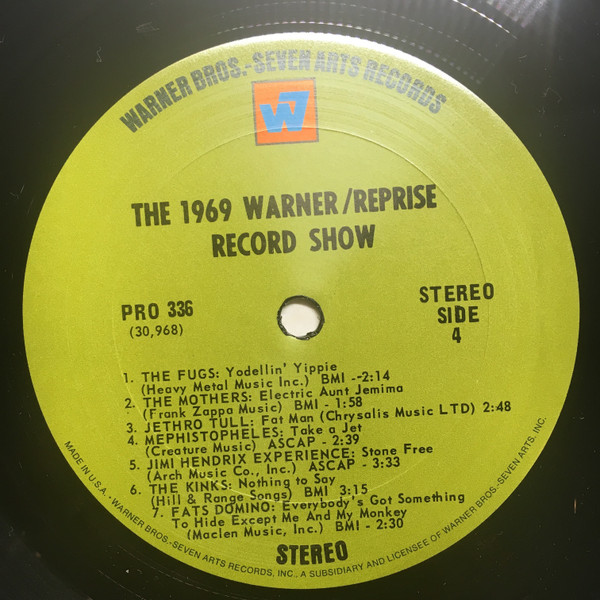 WARNER BROS.-SEVEN ARTS RECORDS
W7
THE 1969 WARNER/REPRISE
RECORD SHOW
PRO 336
(30,968)
STEREO
SIDE
4
1. THE FUGS: Yodellin' Yippie
(Heavy Metal Music Inc.) BMI --2:14
2. THE MOTHERS: Electric Aunt Jemima
(Frank Zappa Music) BMI - 1:58
3. JETHRO TULL: Fat Man (Chrysalis Music LTD) 2:48
4. MEPHISTOPHELES: Take a Jet
(Creature Music) ASCAP - 2:39
5. JIMI HENDRIX EXPERIENCE: Stone Free
(Arch Music Co., Inc.) ASCAP - 3:33
6. THE KINKS: Nothing to Say
(Hill & Range Songs) BMI 3:15
7. FATS DOMINO: Everybody's Got Something
To Hide Except Me And My Monkey
(Maclen Music, Inc.) BMI - 2:30
STEREO
MADE IN U.S.A. - WARNER BROS.-SEVEN ARTS RECORDS, INC., A SUBSIDIARY AND LICENSEE OF WARNER BROS.-SEVEN ARTS, INC.